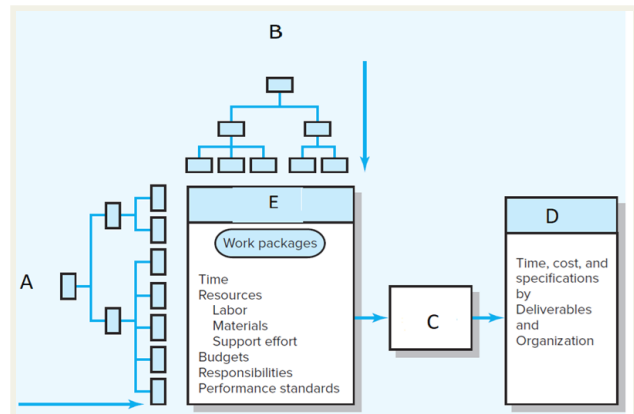 B
E
Work packages
Time
Resources
Labor
Materials
Support effort
Budgets
Responsibilities
Performance standards
A
C
D
Time, cost, and
specifications
by
Deliverables
and
Organization